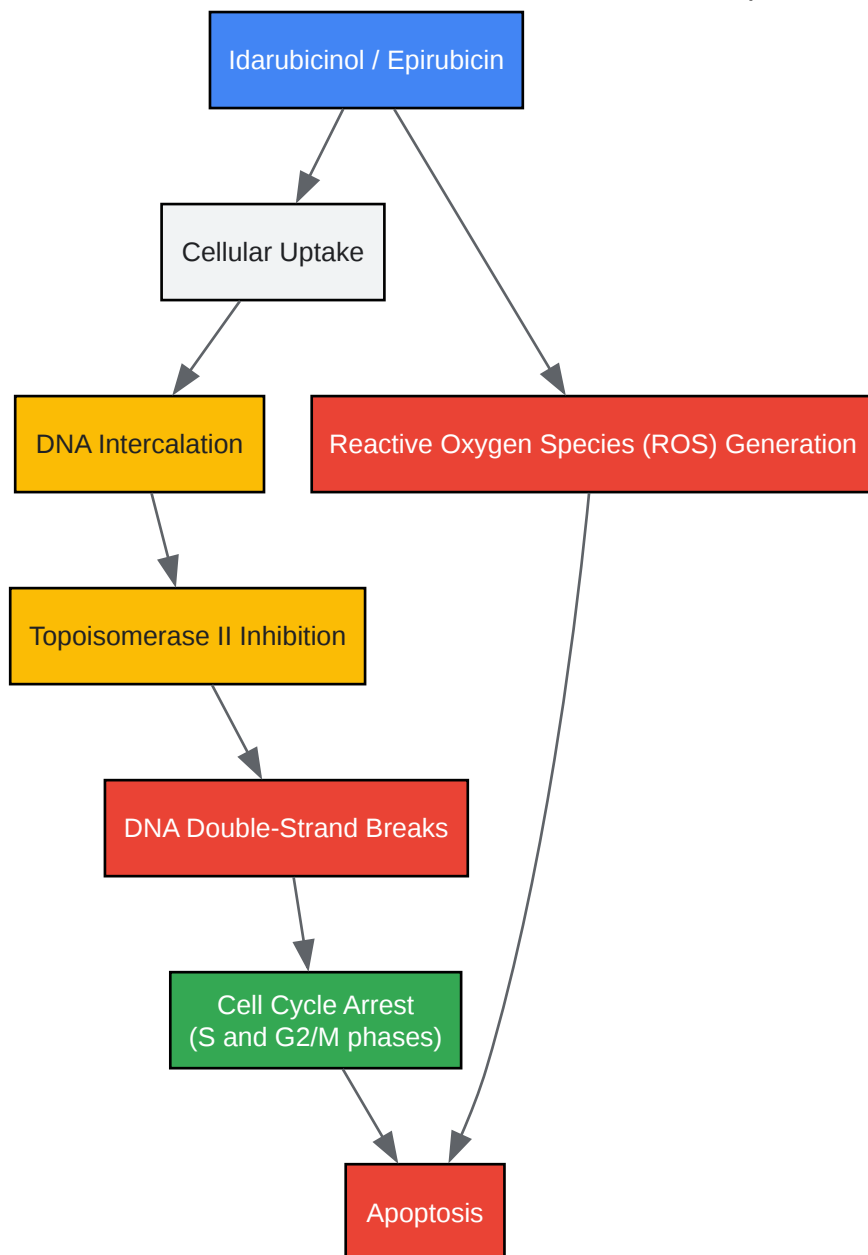 Idarubicinol / Epirubicin
Cellular Uptake
DNA Intercalation
Reactive Oxygen Species (ROS) Generation
Topoisomerase II Inhibition
DNA Double-Strand Breaks
Cell Cycle Arrest
(S and G2/M phases)
Apoptosis